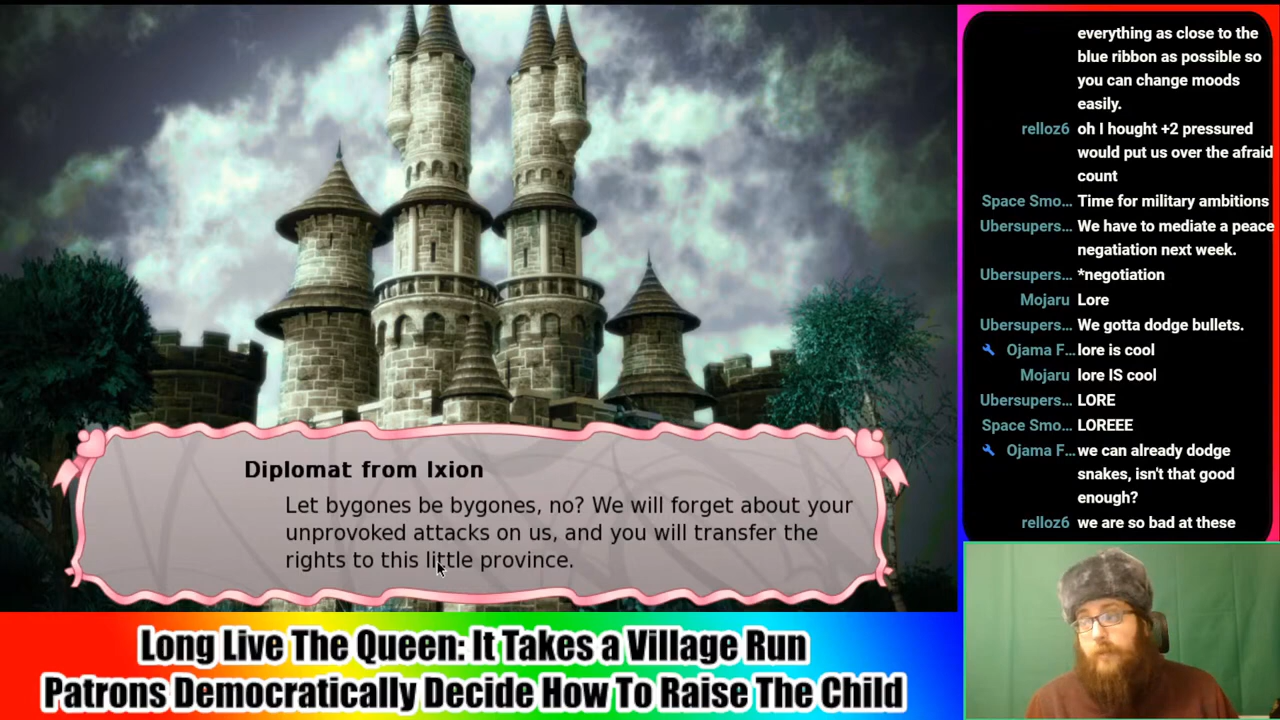 everything as close to the
blue ribbon as possible so
you can change moods
easily.
relloz6 oh I hought +2 pressured
would put us over the afraid
count
Space Smo... Time for military ambitions
Ubersupers... We have to mediate a peace
negatiation next week.
Ubersupers... *negotiation
Mojaru Lore
Ubersupers... We gotta dodge bullets.
Ojama F... lore is cool
Mojaru lore IS cool
Ubersupers... LORE
Space Smo... LOREEE
Ojama F... we can already dodge
snakes, isn't that good
enough?
relloz6 we are so bad at these
Diplomat from Ixion
Let bygones be bygones, no? We will forget about your
unprovoked attacks on us, and you will transfer the
rights to this little province.
Long Live The Queen: It Takes a Village Run
Patrons Democratically Decide How To Raise The Child